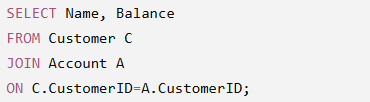 SELECT Name, Balance
FROM Customer C
JOIN Account A
ON C.CustomerID=A.CustomerID;